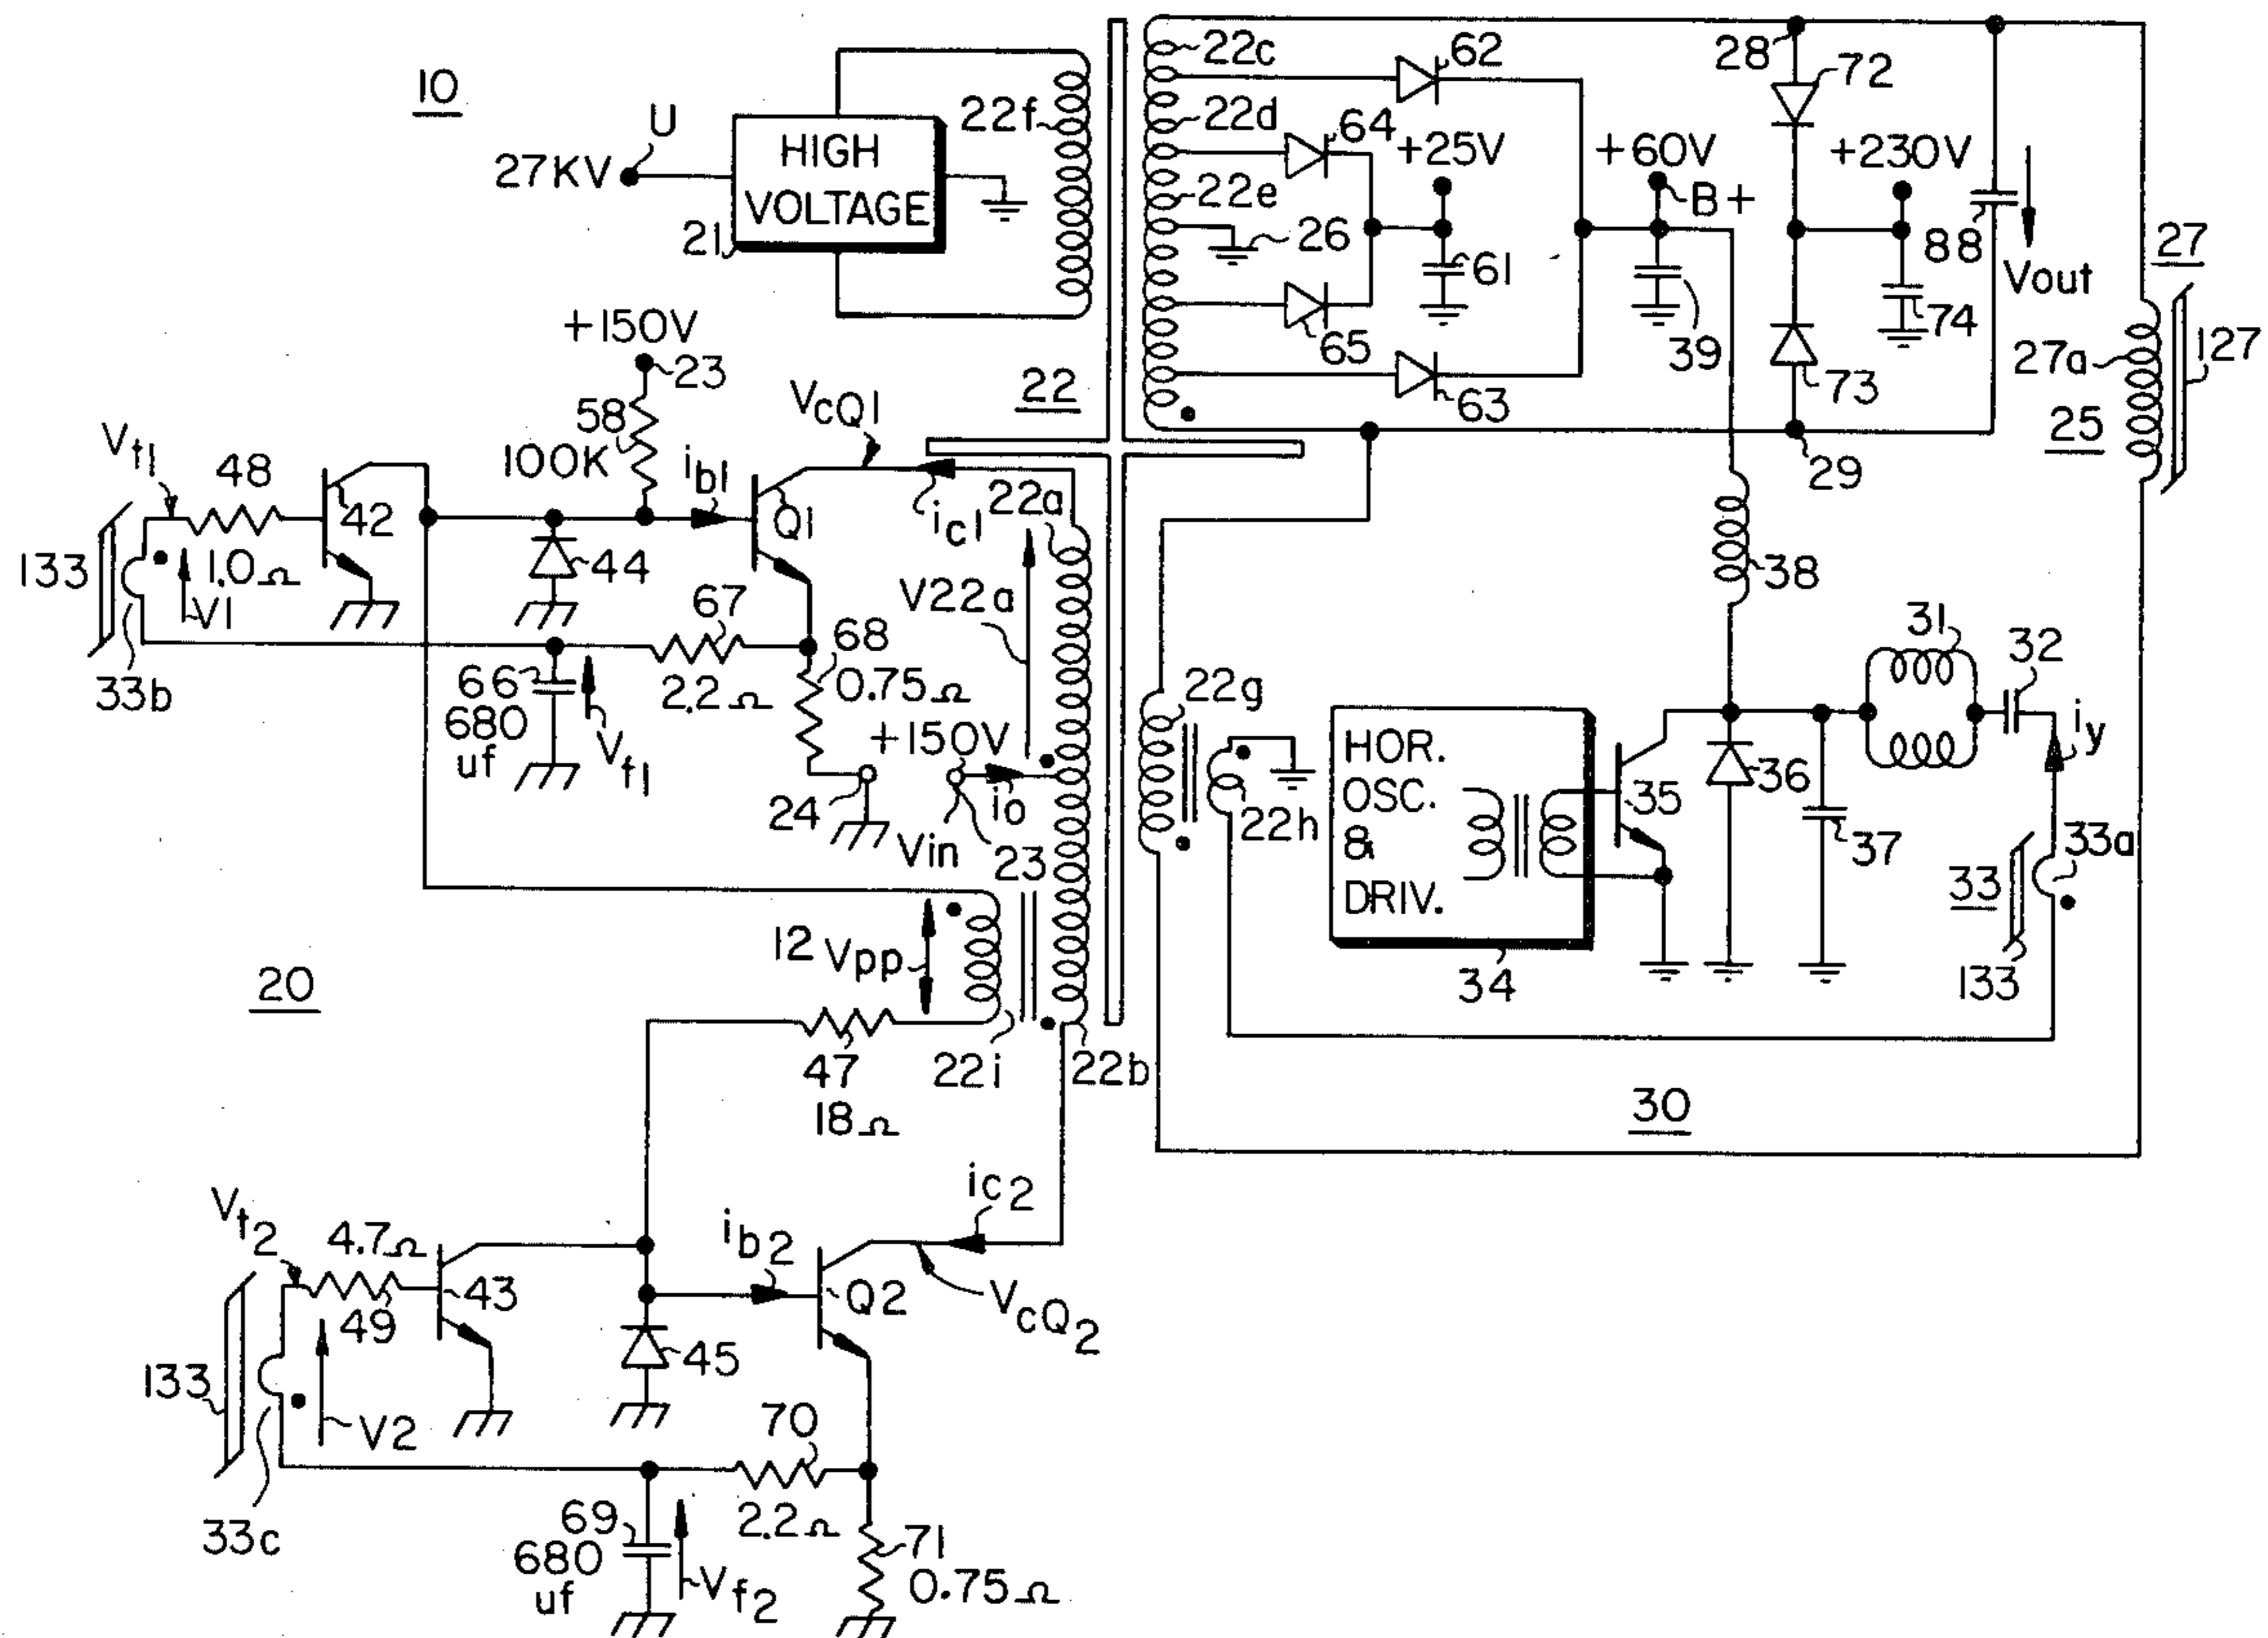 10
U
27KV
HIGH
VOLTAGE
21
22f
22c
62
28
72
22d
64
+25V
+60V
+230V
22e
B+
26
61
88
27
Vout
65
39
74
27a
127
63
73
25
29
+150V
23
22
VcQ1
58
100K
Vt1
48
ib1
42
Q1
ic1
22a
133
1.0Ω
V1
44
V22a
38
67
68
0.75Ω
33b
66
680
uf
2.2Ω
Vf1
+150V
24
io
Vin
23
22g
22h
31
32
iy
HOR.
OSC.
&
DRIV.
35
36
37
33a
33
133
34
20
12 Vpp
47
18Ω
22i
22b
30
ic2
Vt2
4.7Ω
ib2
43
Q2
VcQ2
49
133
45
V2
70
33c
69
680
uf
2.2Ω
Vf2
71
0.75Ω